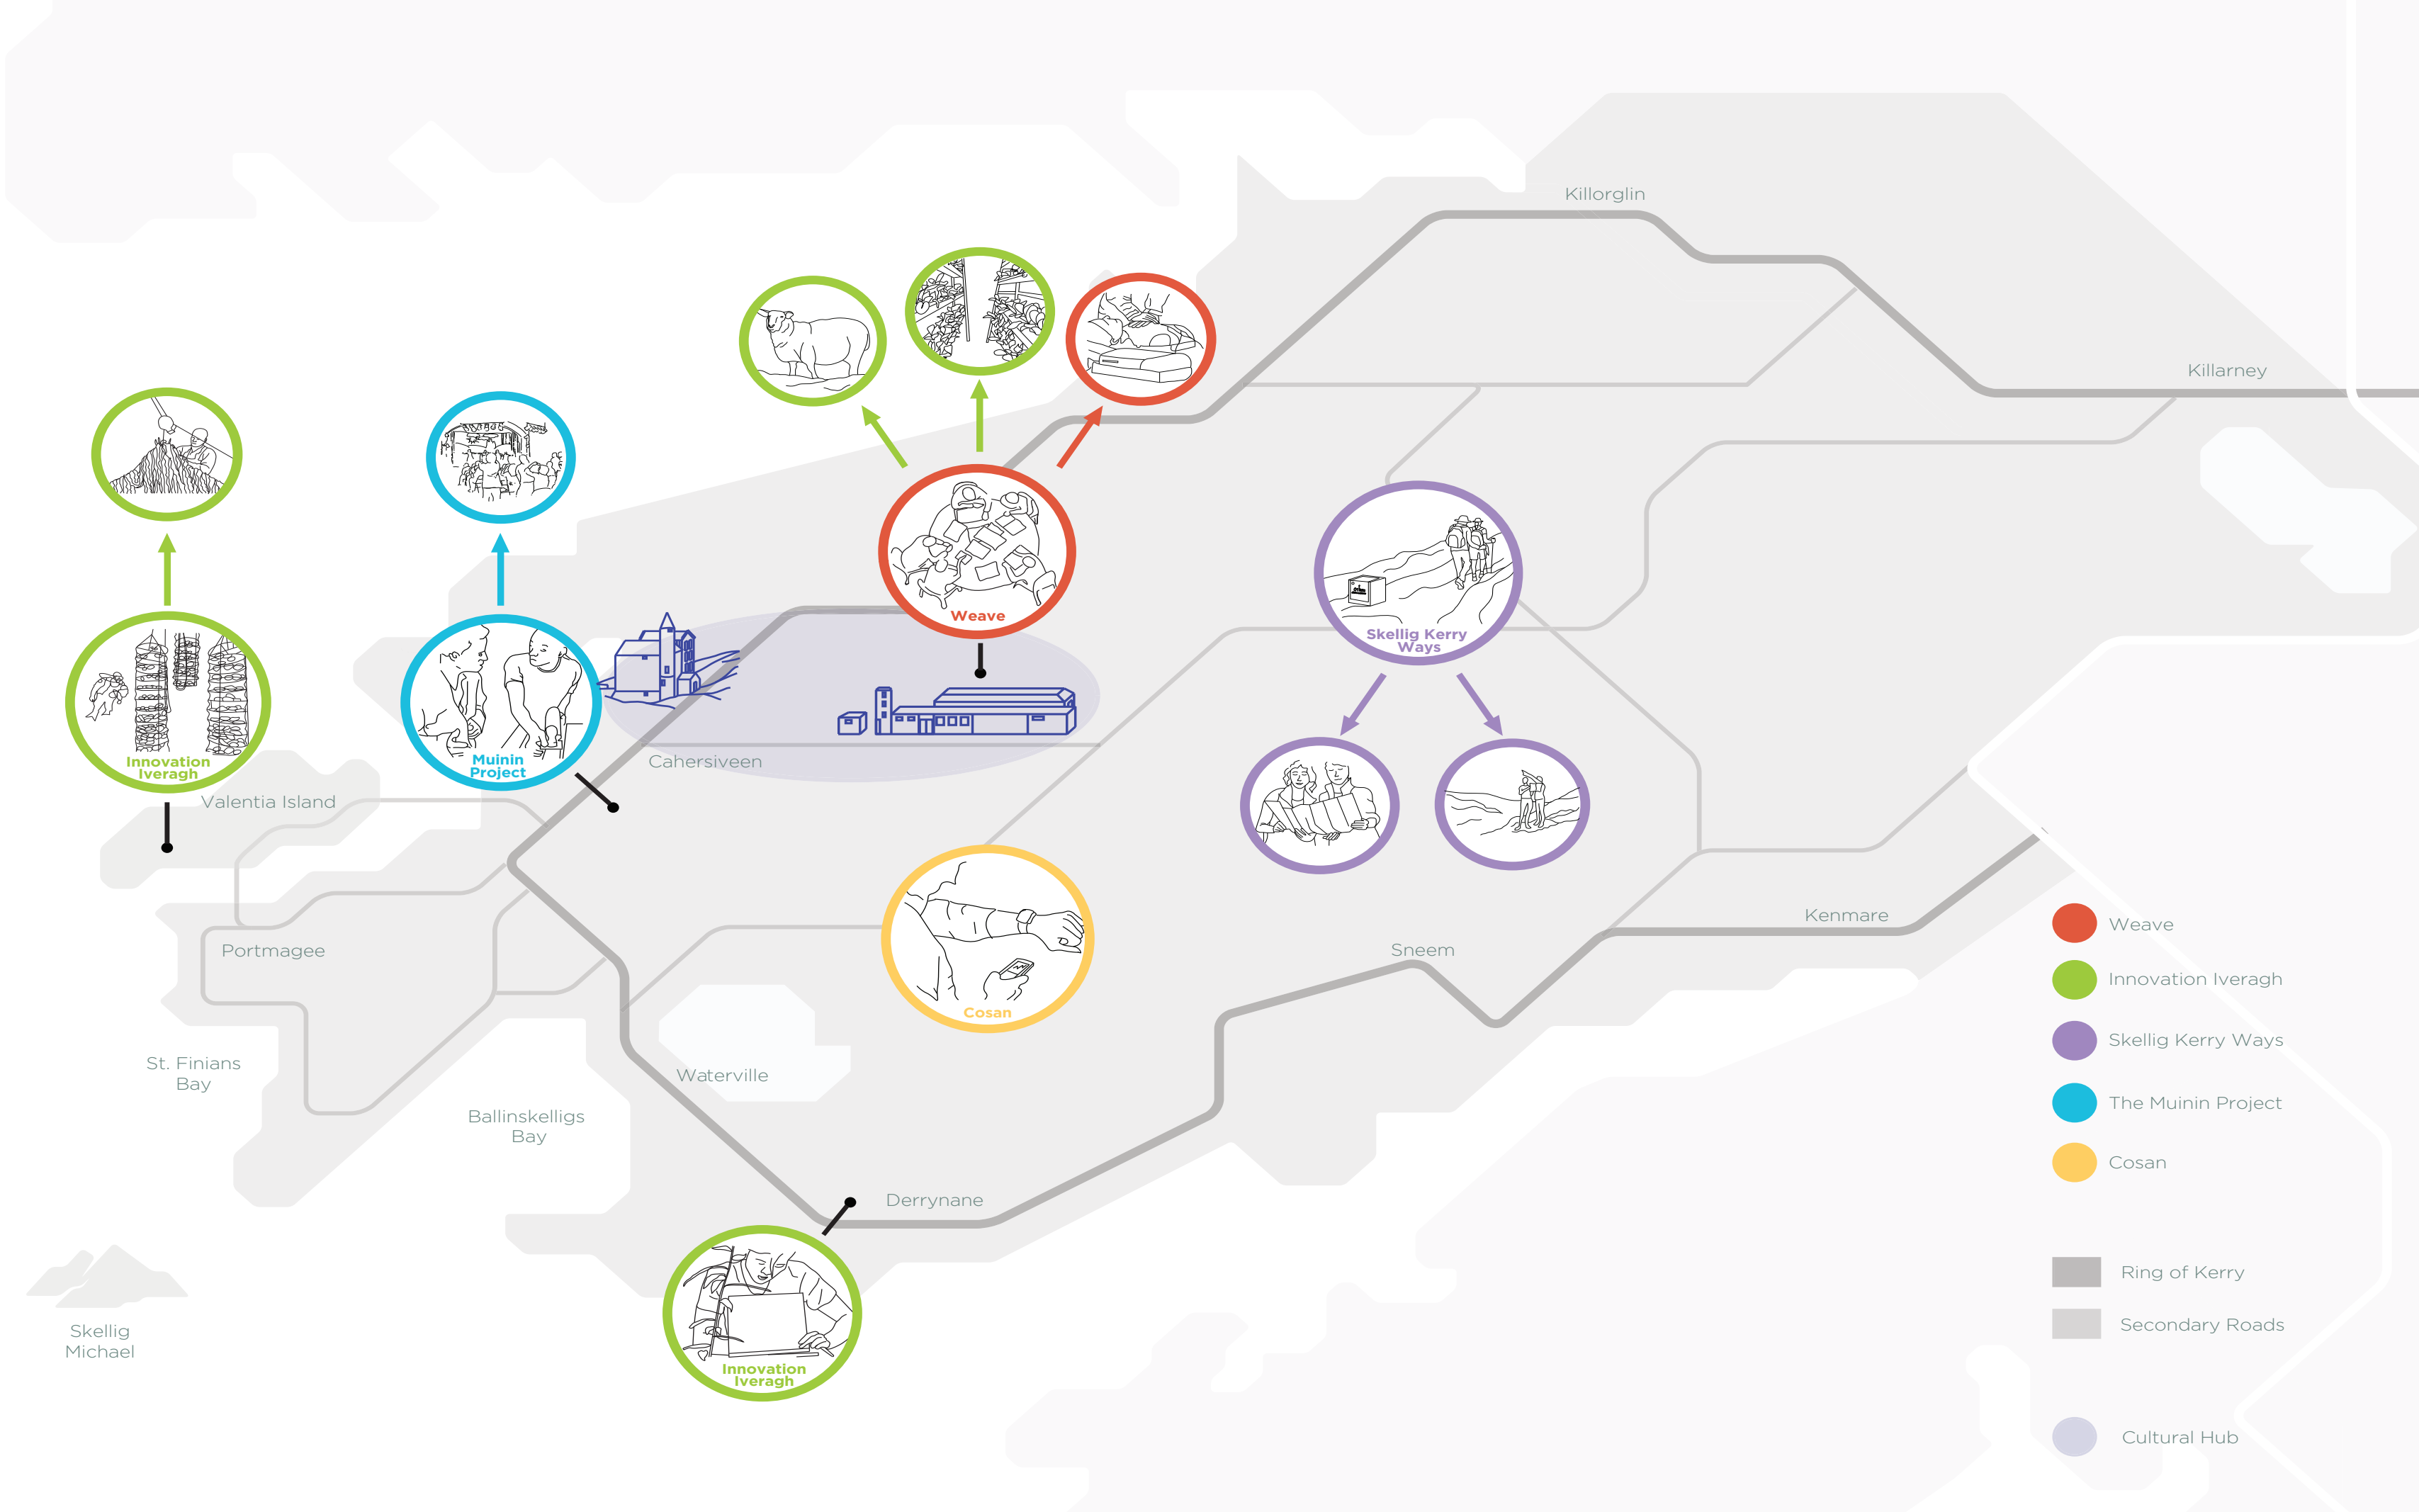 Killorglin
Killarney
Weave
Skellig Kerry
Ways
Innovation
Iveragh
Muinin
Project
Cahersiveen
Valentia Island
Kenmare
Portmagee
Sneem
Cosan
St. Finians
Bay
Waterville
Ballinskelligs
Bay
Derrynane
Skellig
Michael
Innovation
Iveragh
Weave
Innovation Iveragh
Skellig Kerry Ways
The Muinin Project
Cosan
Ring of Kerry
Secondary Roads
Cultural Hub